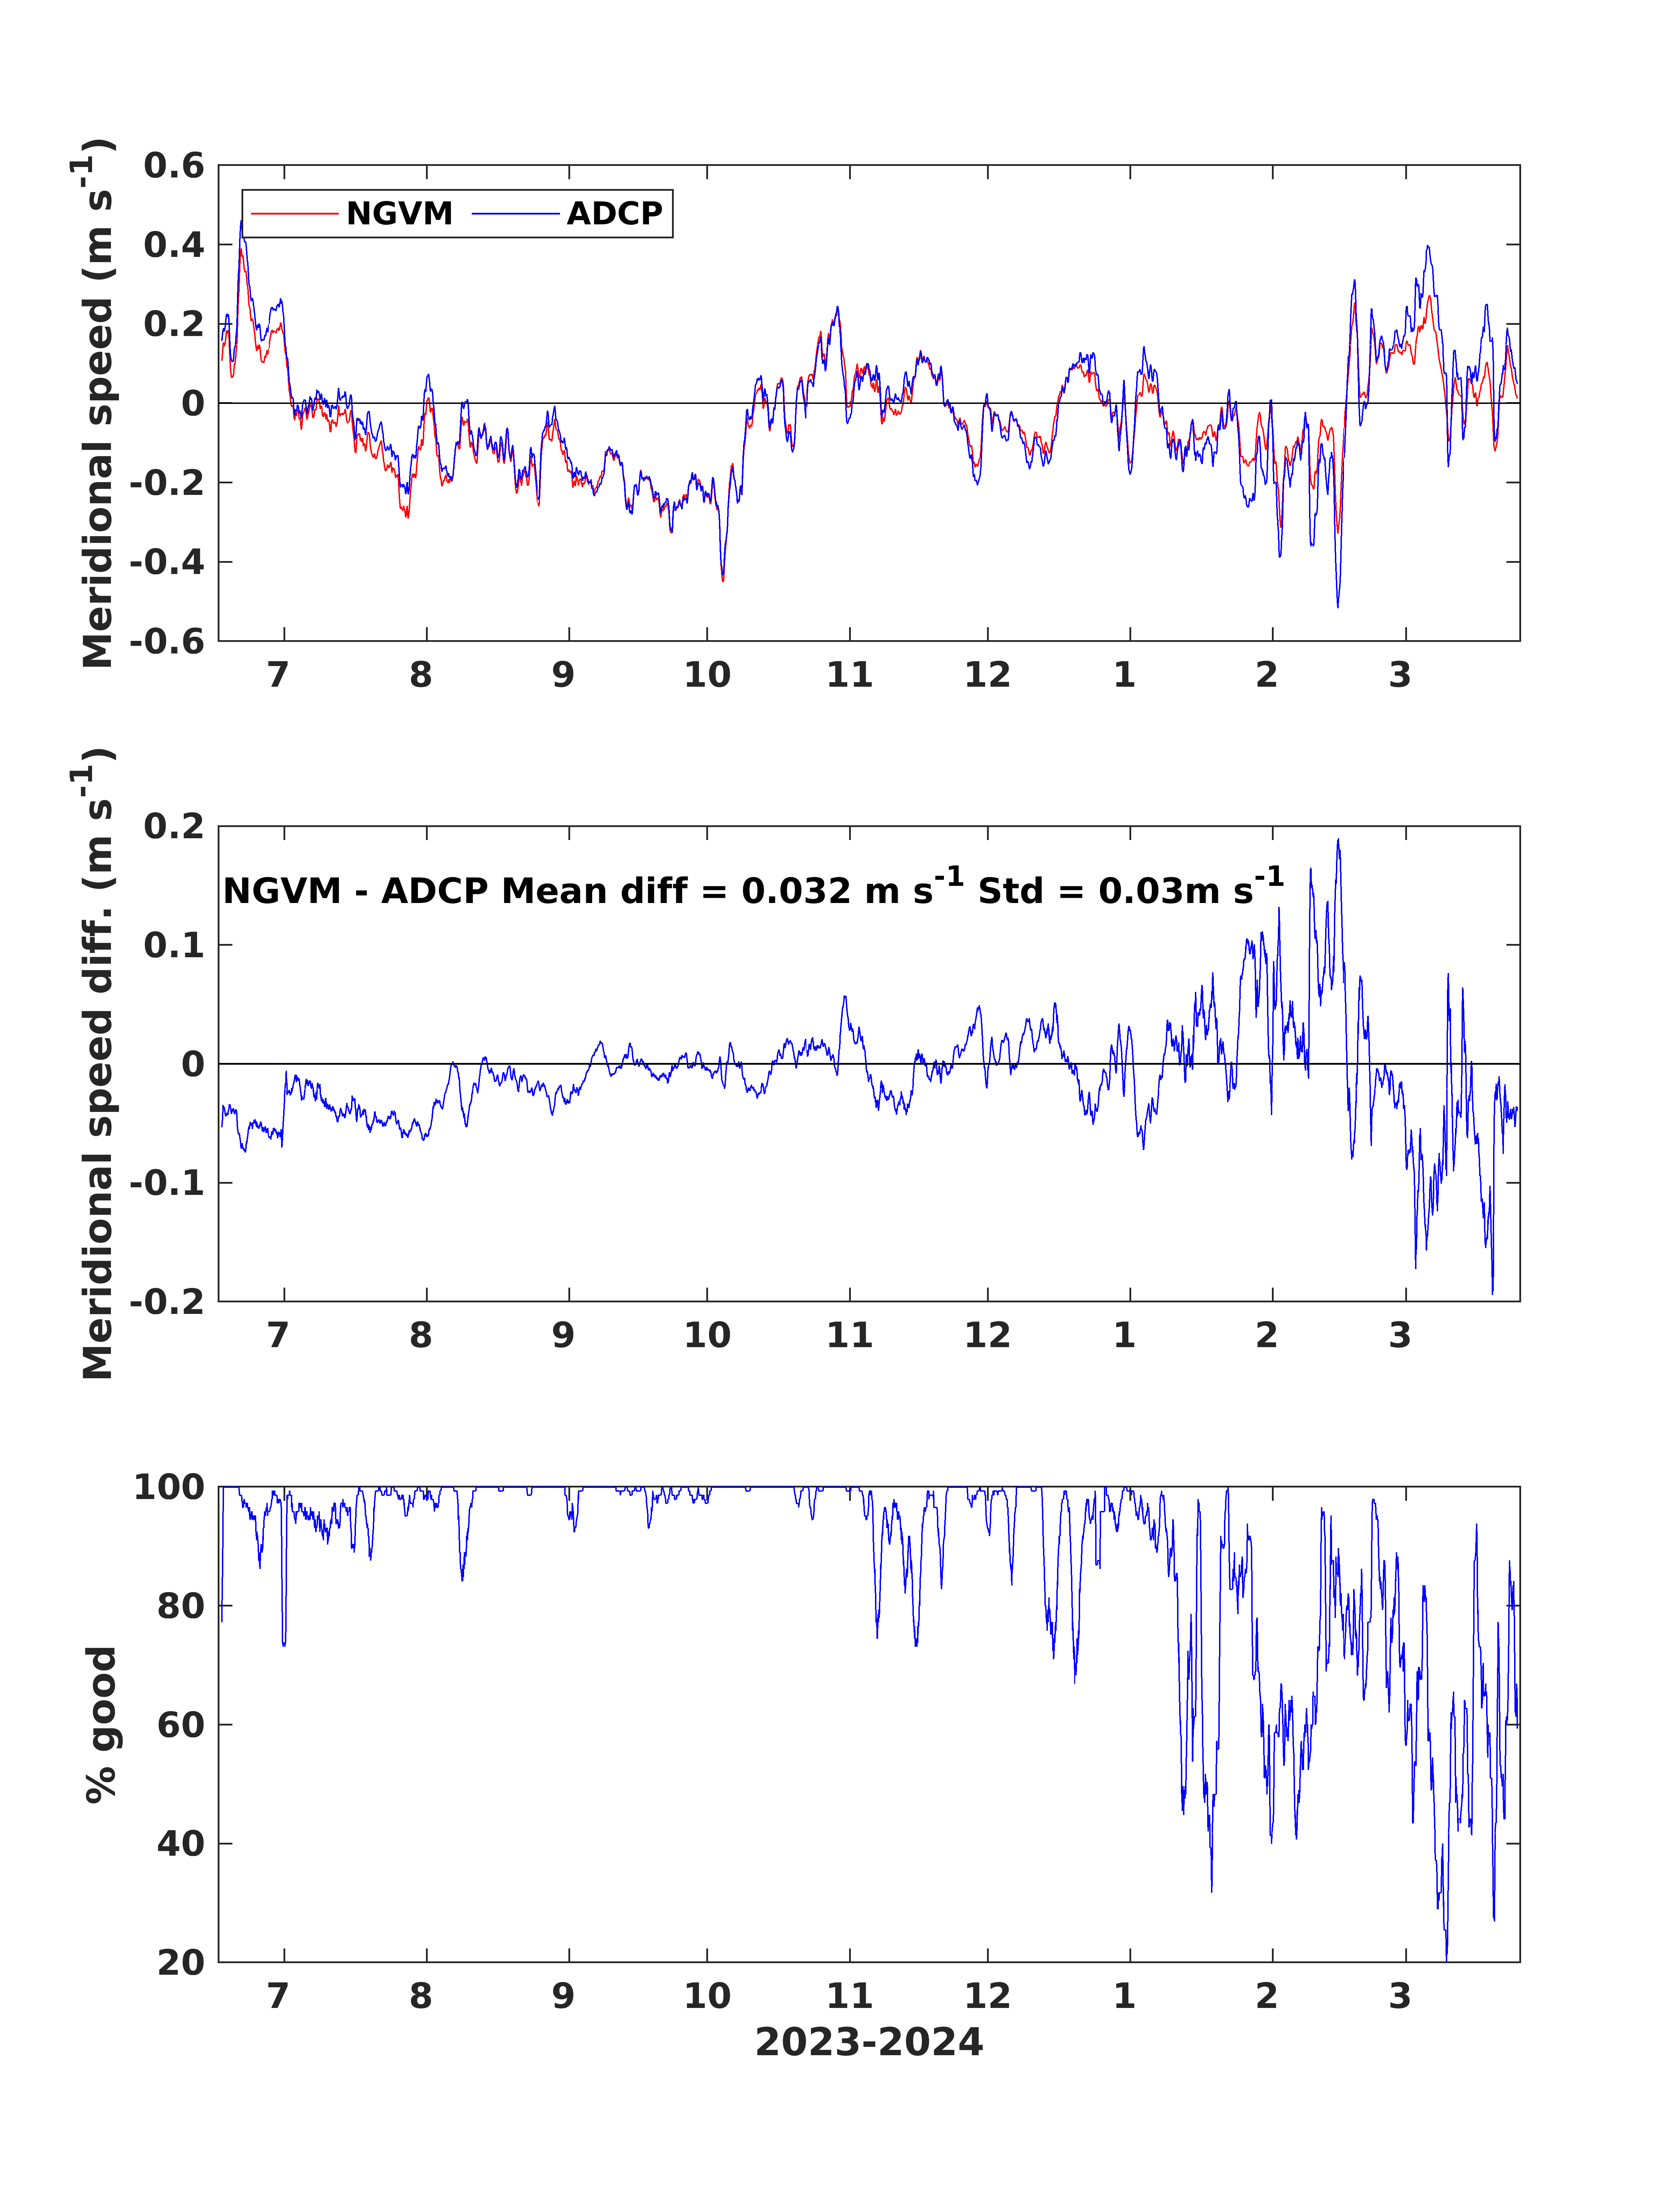 Meridional speed (m s-1)
0.6
0.4
0.2
0
-0.2
-0.4
-0.6
NGVM ADCP
7 8 9 10 11 12 1 2 3
Meridional speed diff. (m s-1)
0.2
0.1
0
-0.1
-0.2
NGVM - ADCP Mean diff = 0.032 m s-1 Std = 0.03m s-1
7 8 9 10 11 12 1 2 3
% good
100
80
60
40
20
7 8 9 10 11 12 1 2 3
2023-2024